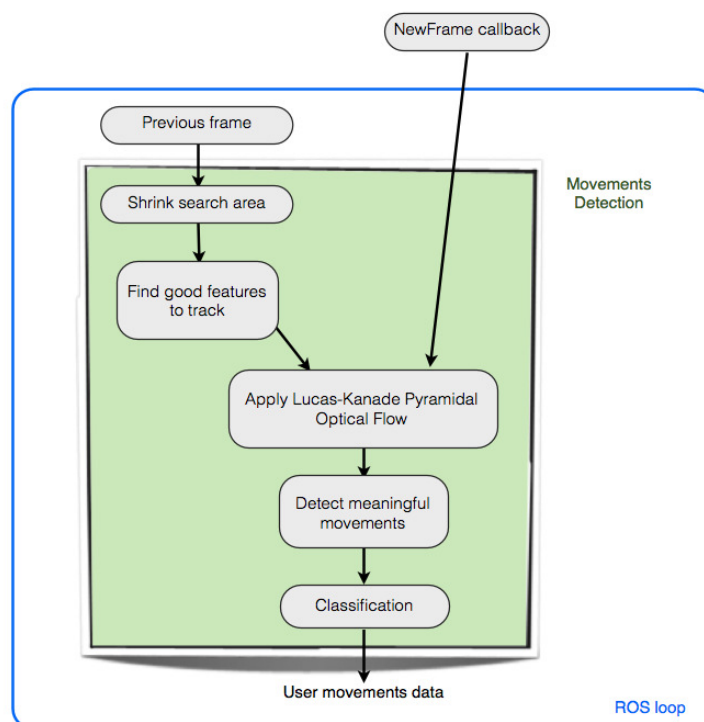 NewFrame callback
Previous frame
Movements
Detection
Shrink search area
Find good features
to track
Apply Lucas-Kanade Pyramidal
Optical Flow
Detect meaningful
movements
Classification
User movements data
ROS loop